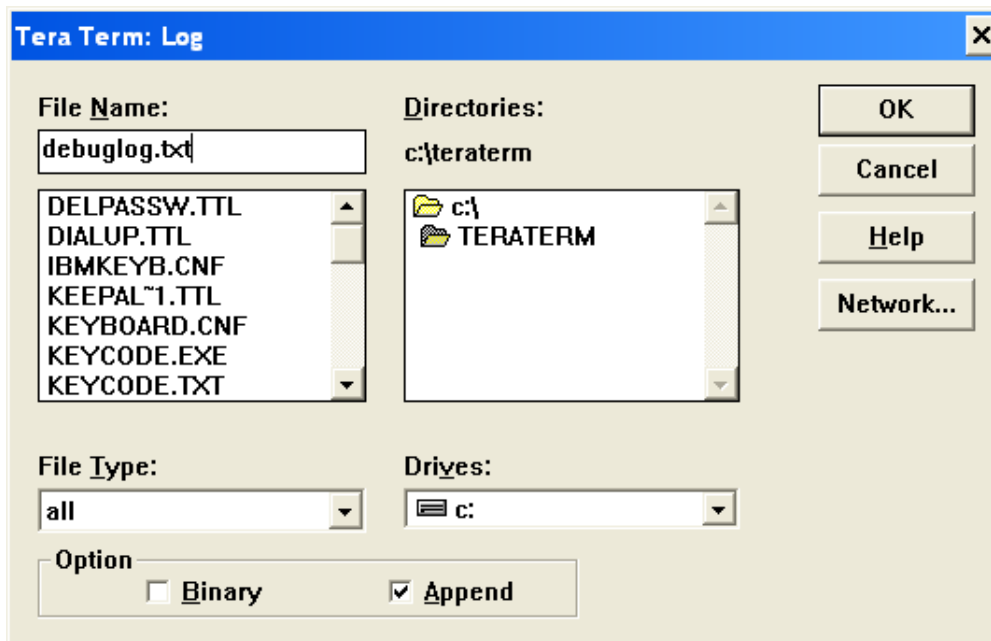 Tera Term: Log
File Name:
debuglog.txt
DELPASSW.TTL
DIALUP.TTL
IBMKEYB.CNF
KEEPAL~1.TTL
KEYBOARD.CNF
KEYCODE.EXE
KEYCODE.TXT
Directories:
c:\teraterm
c:\
TERATERM
OK
Cancel
Help
Network...
File Type:
all
Drives:
c:
Option
Binary
Append